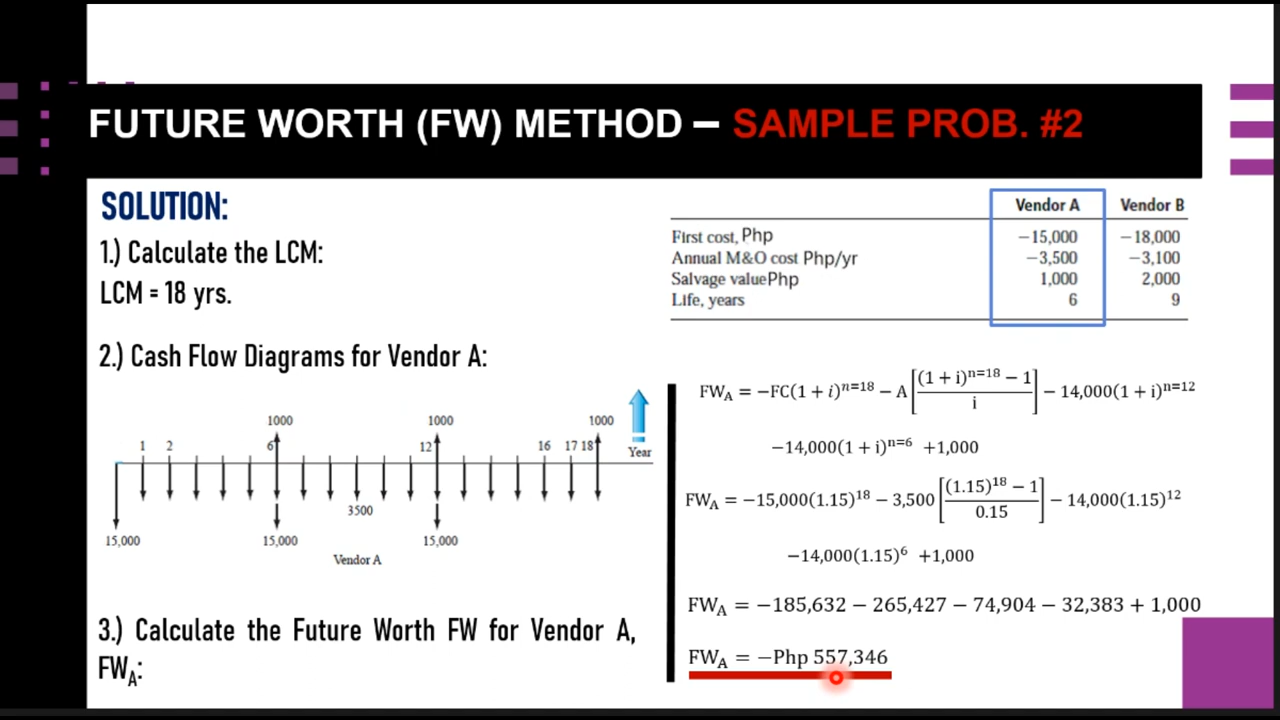 FUTURE WORTH (FW) METHOD – SAMPLE PROB. #2
SOLUTION:
1.) Calculate the LCM:
LCM = 18 yrs.
2.) Cash Flow Diagrams for Vendor A:
1000 1000 1000
1 2 6 12 16 17 18 Year
3500
15,000 15,000 15,000
Vendor A
3.) Calculate the Future Worth FW for Vendor A,
FW_A:
Vendor A Vendor B
First cost, Php −15,000 −18,000
Annual M&O cost Php/yr −3,500 −3,100
Salvage value Php 1,000 2,000
Life, years 6 9
FW_A = −FC(1 + i)^{n=18} − A[((1 + i)^{n=18} − 1)/i] − 14,000(1 + i)^{n=12}
−14,000(1 + i)^{n=6} +1,000
FW_A = −15,000(1.15)^{18} − 3,500[((1.15)^{18} − 1)/0.15] − 14,000(1.15)^{12}
−14,000(1.15)^6 +1,000
FW_A = −185,632 − 265,427 − 74,904 − 32,383 + 1,000
FW_A = −Php 557,346